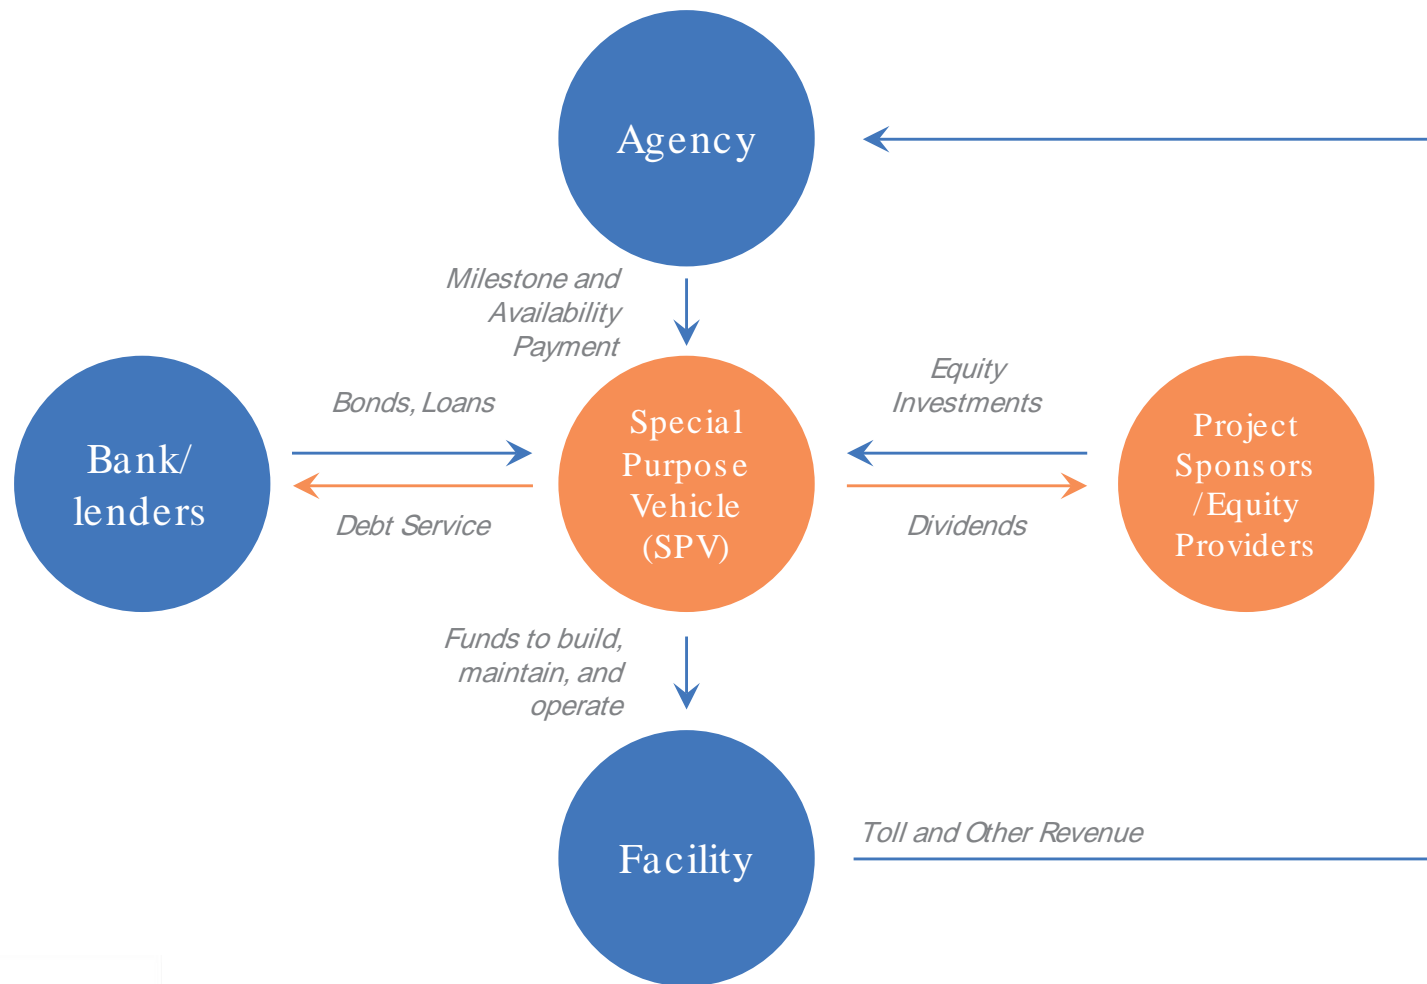 Agency
Milestone and
Availability
Payment
Bonds, Loans
Equity
Investments
Bank/
lenders
Special
Purpose
Vehicle
(SPV)
Project
Sponsors
/Equity
Providers
Debt Service
Dividends
Funds to build,
maintain, and
operate
Facility
Toll and Other Revenue